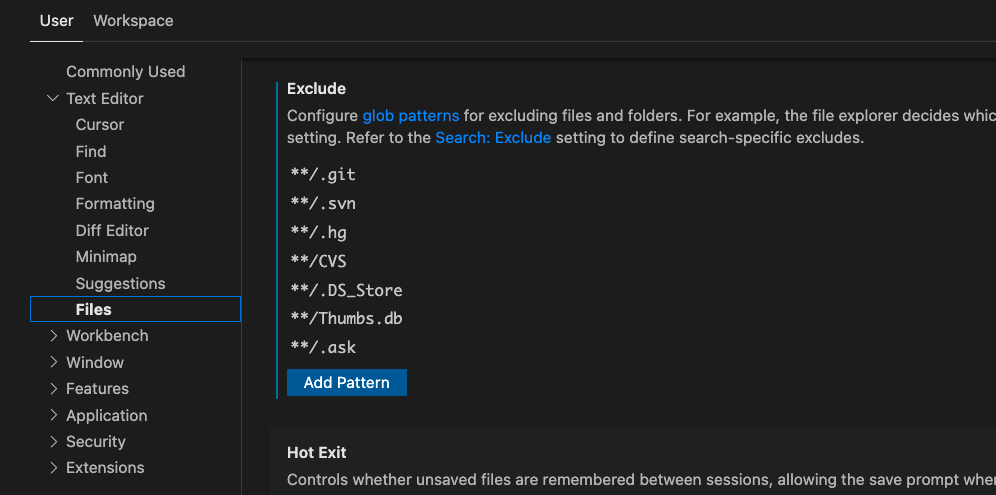 User Workspace
Commonly Used
Text Editor
Cursor
Find
Font
Formatting
Diff Editor
Minimap
Suggestions
Files
Workbench
Window
Features
Application
Security
Extensions
Exclude
Configure glob patterns for excluding files and folders. For example, the file explorer decides
setting. Refer to the Search: Exclude setting to define search-specific excludes.
**/.git
**/.svn
**/.hg
**/CVS
**/.DS_Store
**/Thumbs.db
**/.ask
Add Pattern
Hot Exit
Controls whether unsaved files are remembered between sessions, allowing the save prompt